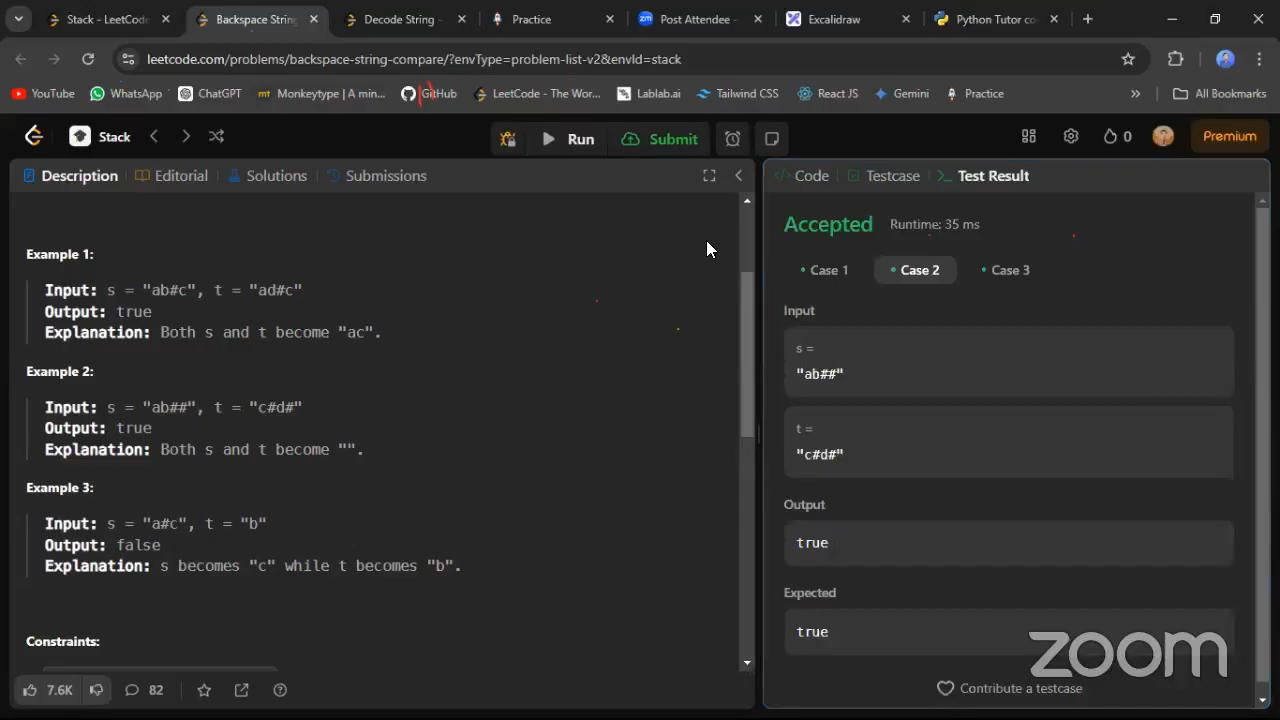 Stack - LeetCod Backspace Strin Decode String - Practice Post Attendee - Excalidraw Python Tutor co
leetcode.com/problems/backspace-string-compare/?envType=problem-list-v2&envId=stack
YouTube WhatsApp ChatGPT Monkeytype | A min... GitHub LeetCode - The Wor... Lablab.ai Tailwind CSS React JS Gemini Practice All Bookmarks
Stack Run Submit 0 Premium
Description Editorial Solutions Submissions
Code Testcase Test Result
Example 1:
Input: s = "ab#c", t = "ad#c"
Output: true
Explanation: Both s and t become "ac".
Example 2:
Input: s = "ab##", t = "c#d#"
Output: true
Explanation: Both s and t become "".
Example 3:
Input: s = "a#c", t = "b"
Output: false
Explanation: s becomes "c" while t becomes "b".
Constraints:
7.6K 82
Accepted Runtime: 35 ms
Case 1 Case 2 Case 3
Input
s =
"ab##"
t =
"c#d#"
Output
true
Expected
true
zoom
Contribute a testcase